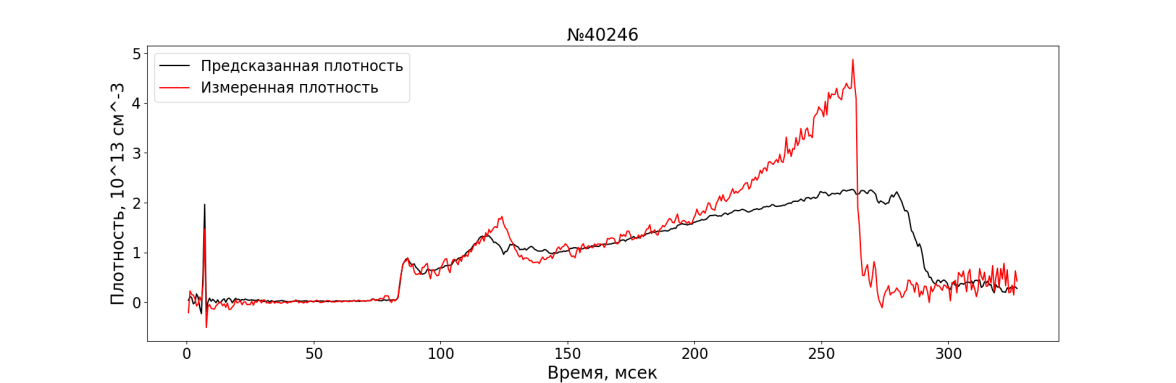 №40246
Предсказанная плотность
Измеренная плотность
Плотность, 10^13 см^-3
5
4
3
2
1
0
0 50 100 150 200 250 300
Время, мсек